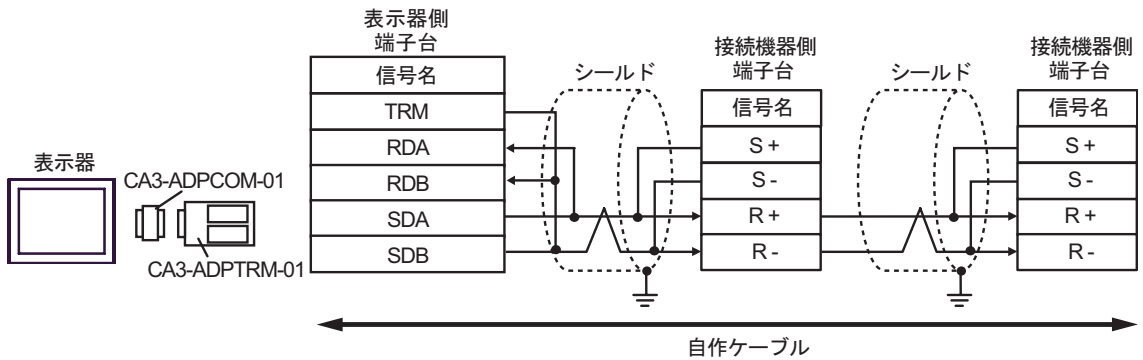 表示器
CA3-ADPCOM-01
CA3-ADPTRM-01
表示器側
端子台
信号名
TRM
RDA
RDB
SDA
SDB
シールド
接続機器側
端子台
信号名
S +
S -
R +
R -
シールド
接続機器側
端子台
信号名
S +
S -
R +
R -
自作ケーブル